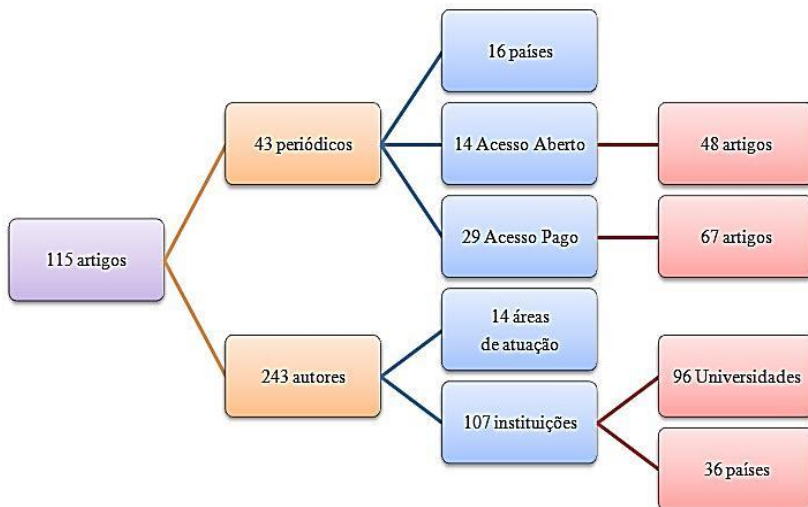 16 países
43 periódicos
14 Acesso Aberto
48 artigos
29 Acesso Pago
67 artigos
115 artigos
14 áreas
de atuação
243 autores
96 Universidades
107 instituições
36 países